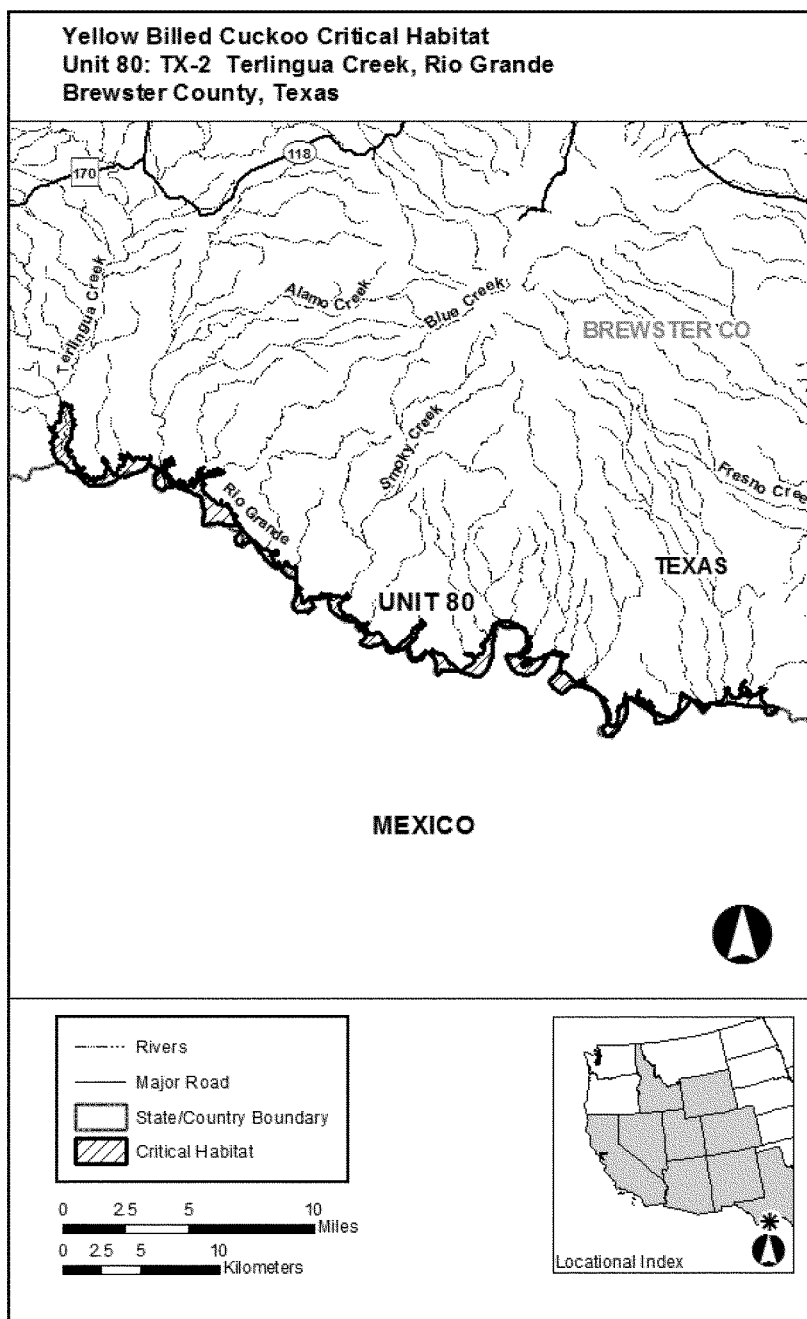 Yellow Billed Cuckoo Critical Habitat
Unit 80: TX-2 Terlingua Creek, Rio Grande
Brewster County, Texas
118
170
Terlingua Creek
Alamo Creek
Blue Creek
BREWSTER CO
Smoky Creek
Fresno Cree
Rio Grande
TEXAS
UNIT 80
MEXICO
Rivers
Major Road
State/Country Boundary
Critical Habitat
0 2.5 5 10
Miles
0 2.5 5 10
Kilometers
Locational Index